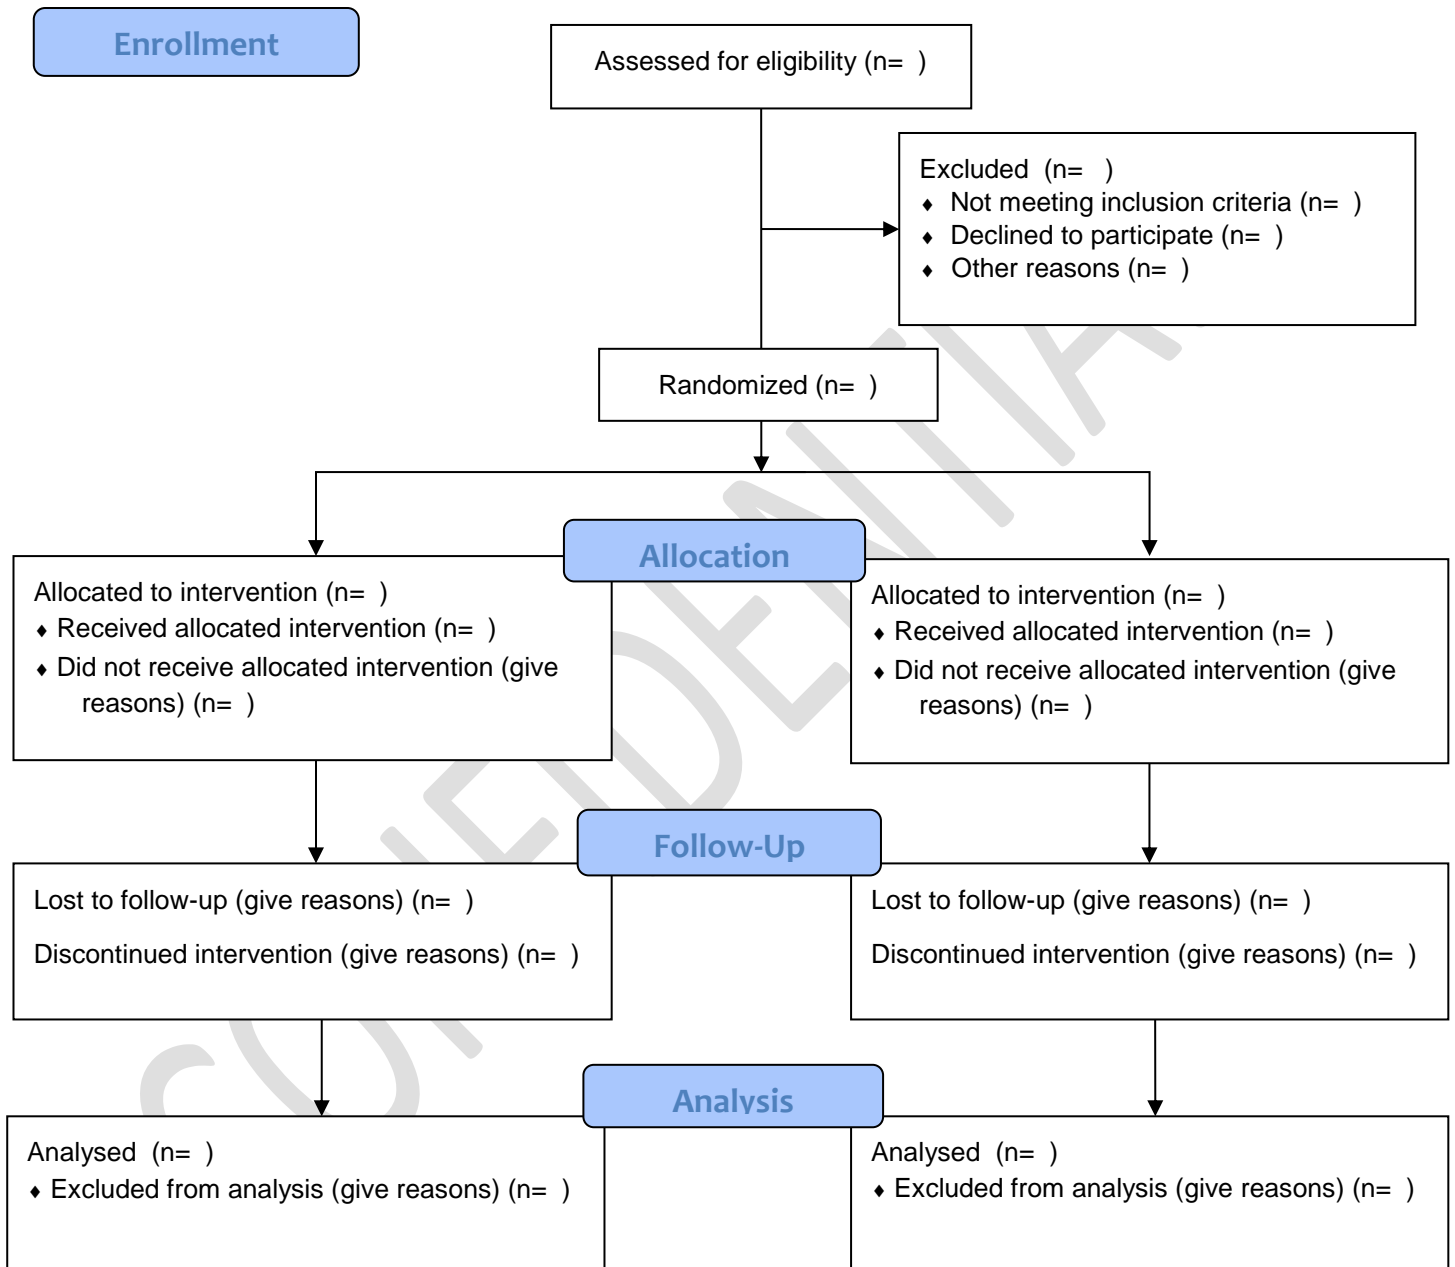 Enrollment
Assessed for eligibility (n=  )
Excluded  (n=   )
♦ Not meeting inclusion criteria (n=  )
♦ Declined to participate (n=  )
♦ Other reasons (n=  )
Randomized (n=  )
Allocation
Allocated to intervention (n=  )
♦ Received allocated intervention (n=  )
♦ Did not receive allocated intervention (give
reasons) (n=  )
Allocated to intervention (n=  )
♦ Received allocated intervention (n=  )
♦ Did not receive allocated intervention (give
reasons) (n=  )
Follow-Up
Lost to follow-up (give reasons) (n=  )
Discontinued intervention (give reasons) (n=  )
Lost to follow-up (give reasons) (n=  )
Discontinued intervention (give reasons) (n=  )
Analysis
Analysed  (n=  )
♦ Excluded from analysis (give reasons) (n=  )
Analysed  (n=  )
♦ Excluded from analysis (give reasons) (n=  )
CONFIDENTIAL